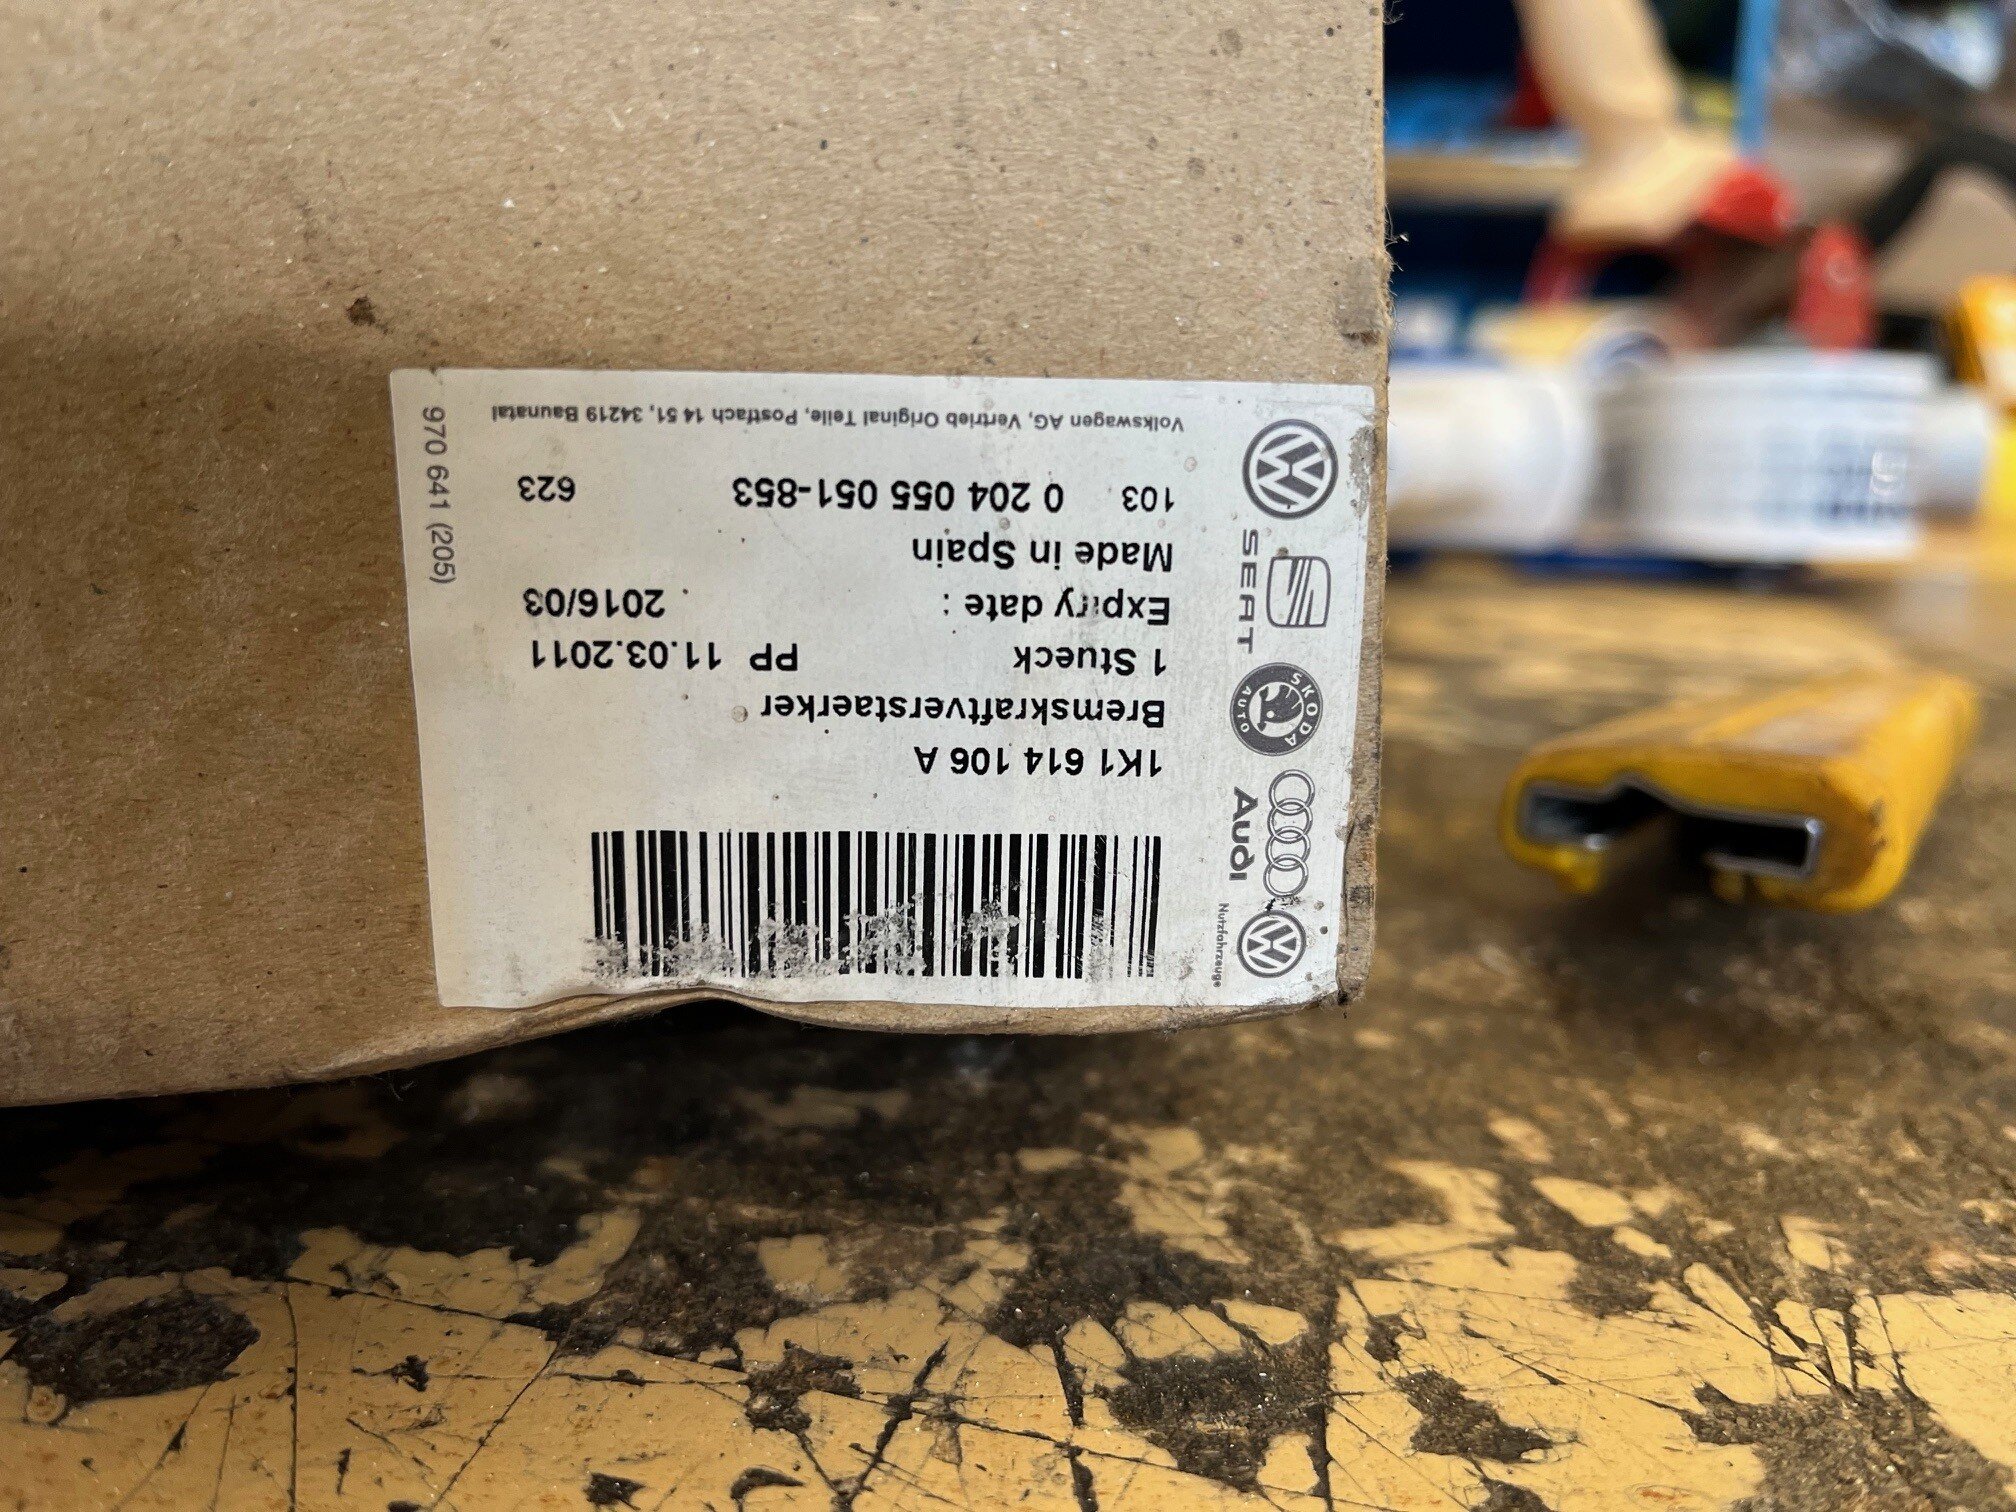 1K1 614 106 A
Bremskraftverstaerker
1 Stueck PP 11.03.2011
Expiry date : 2016/03
Made in Spain
103 0 204 055 051-853 623
Volkswagen AG, Vertrieb Original Teile, Postfach 14 51, 34219 Baunatal
970 641 (205)
Nutzfahrzeuge
Audi
SKODA
AUTO
SEAT